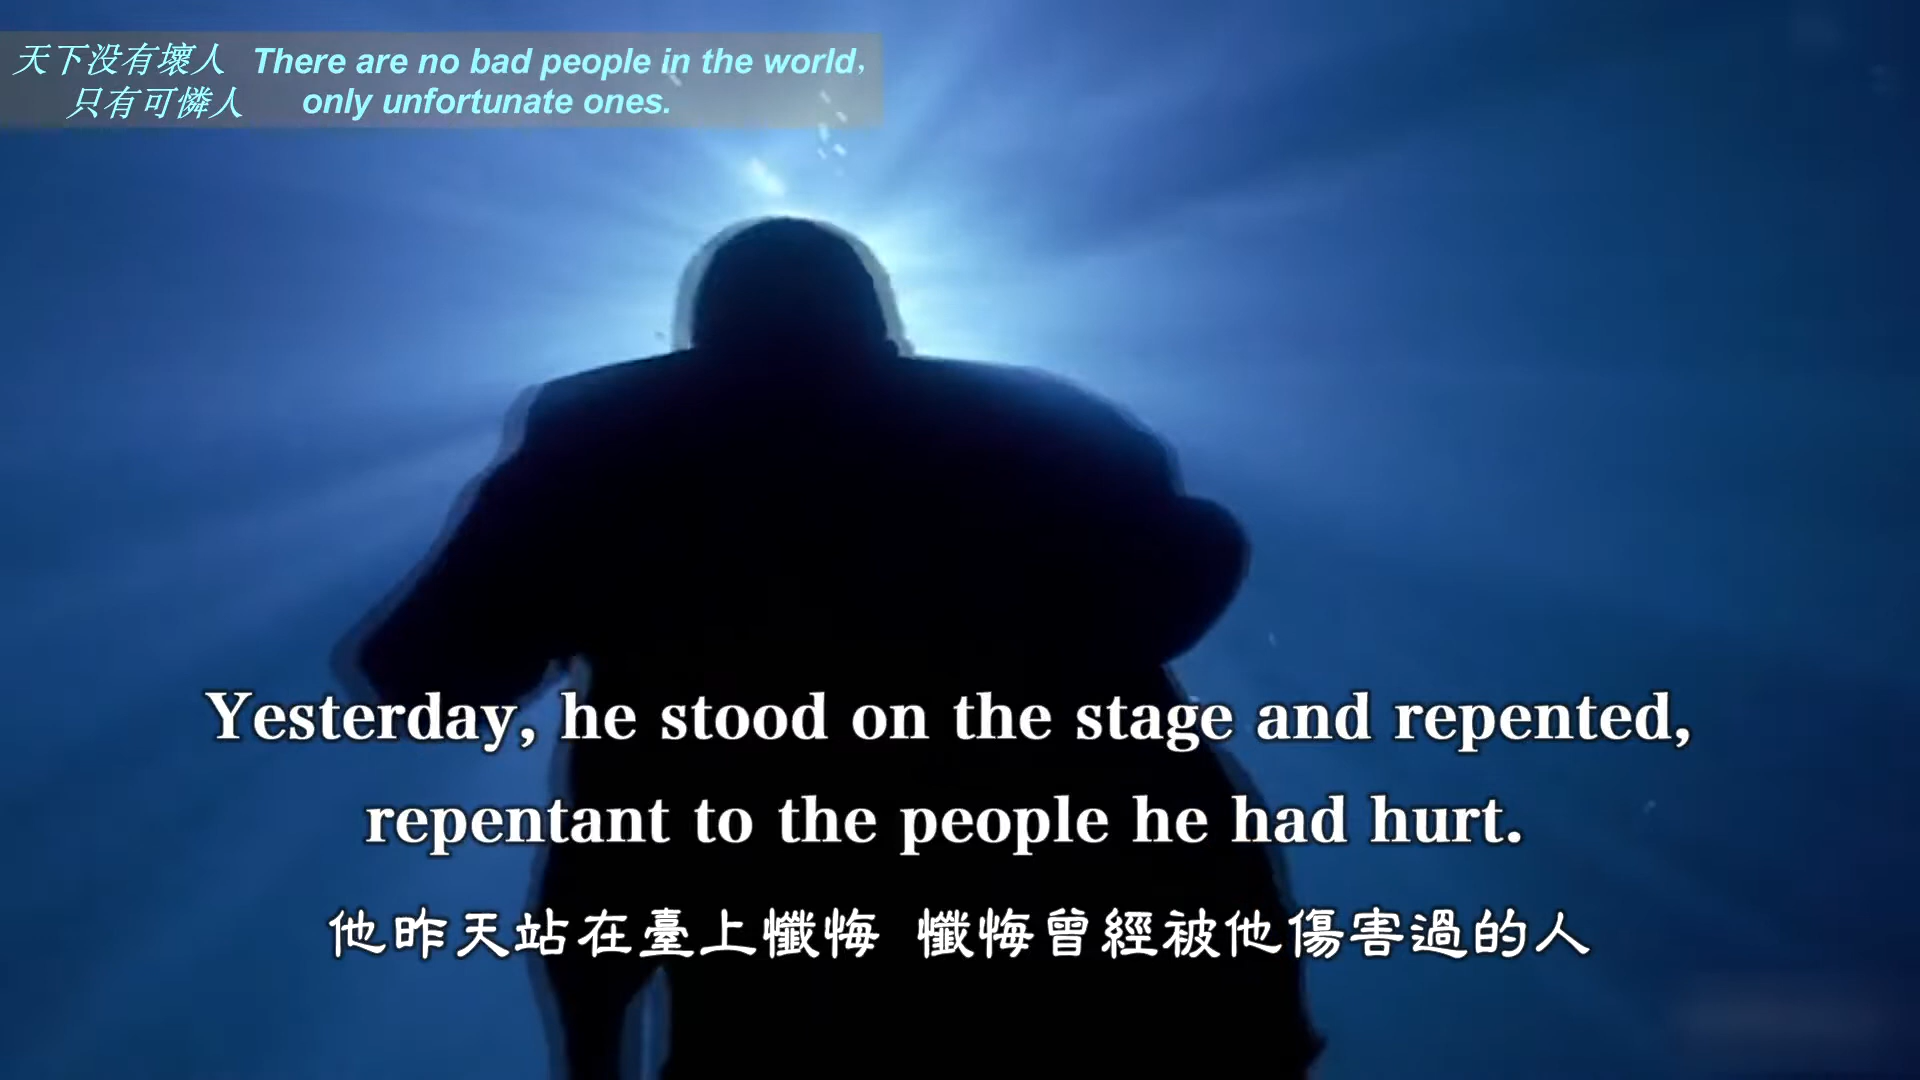 天下没有壞人 There are no bad people in the world,
只有可憐人 only unfortunate ones.
Yesterday, he stood on the stage and repented,
repentant to the people he had hurt.
他昨天站在臺上懺悔 懺悔曾經被他傷害過的人